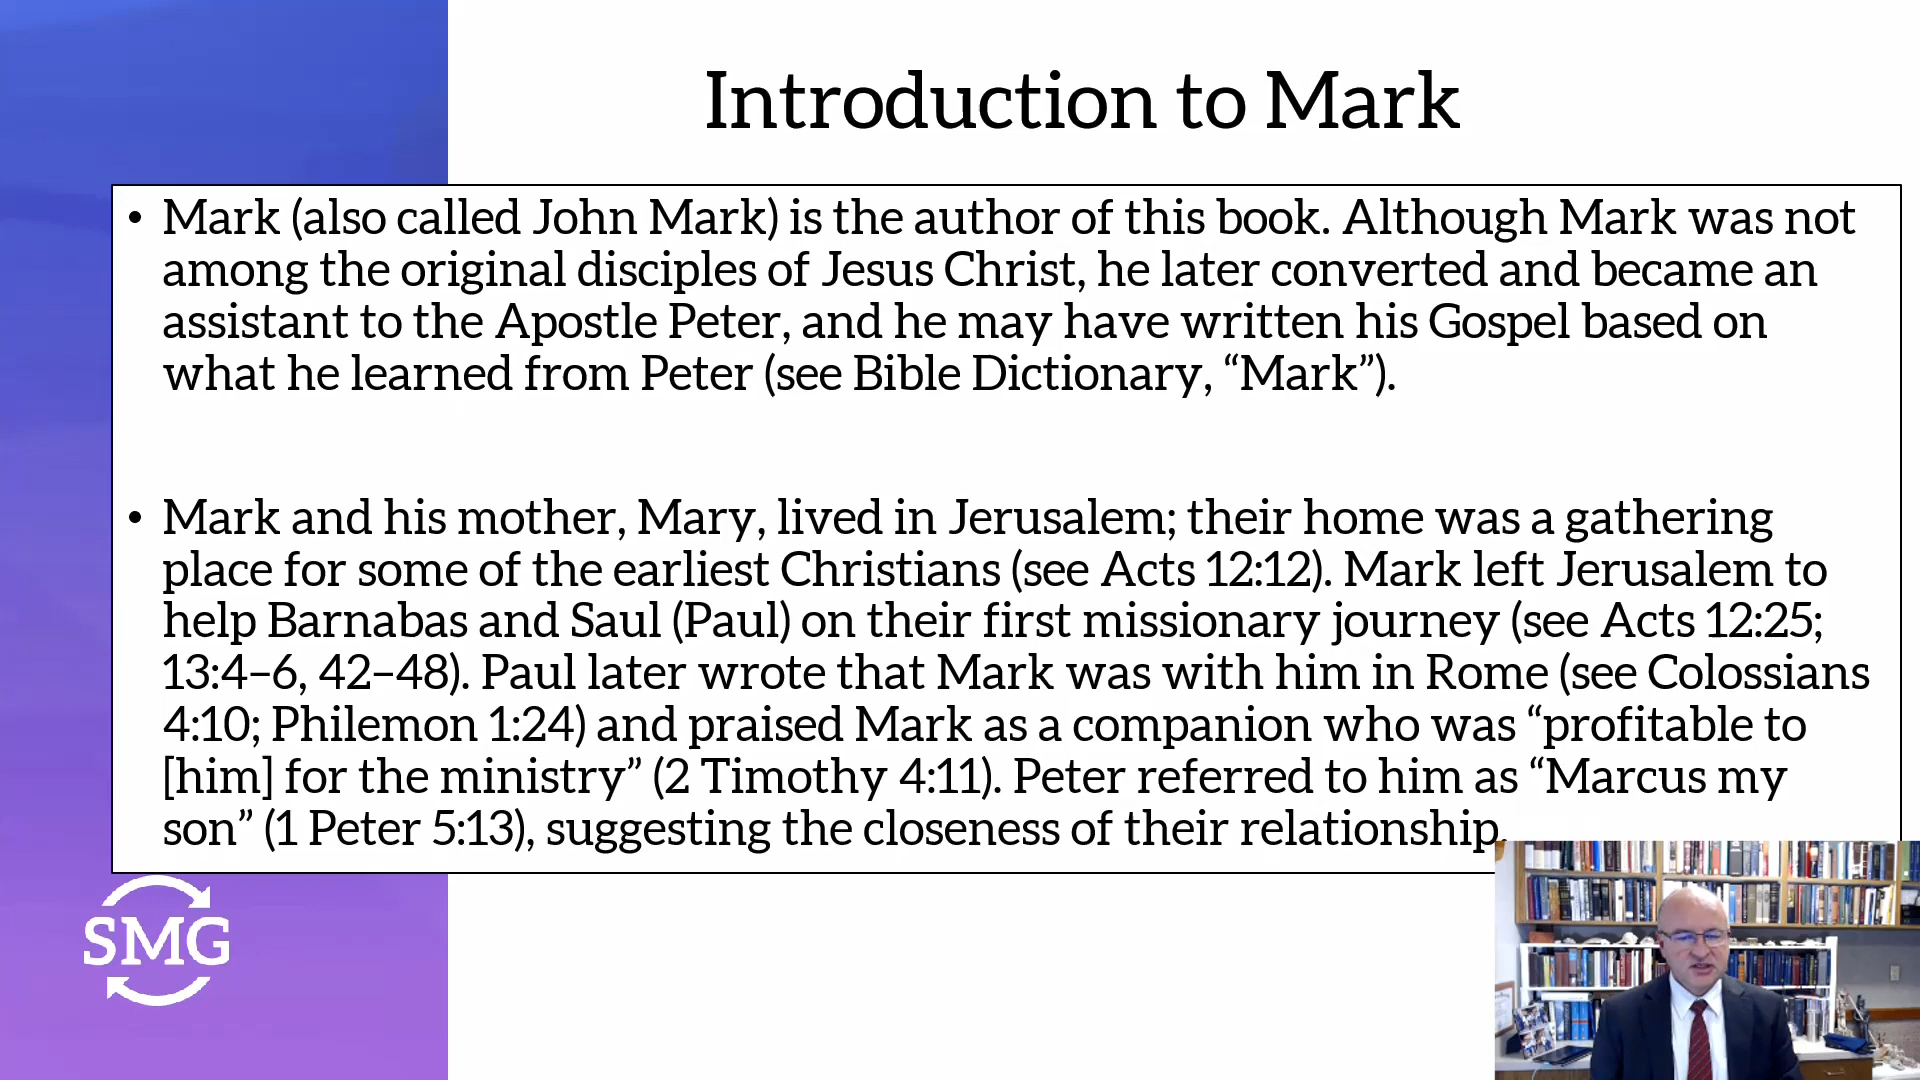 Introduction to Mark
• Mark (also called John Mark) is the author of this book. Although Mark was not
among the original disciples of Jesus Christ, he later converted and became an
assistant to the Apostle Peter, and he may have written his Gospel based on
what he learned from Peter (see Bible Dictionary, “Mark”).
• Mark and his mother, Mary, lived in Jerusalem; their home was a gathering
place for some of the earliest Christians (see Acts 12:12). Mark left Jerusalem to
help Barnabas and Saul (Paul) on their first missionary journey (see Acts 12:25;
13:4–6, 42–48). Paul later wrote that Mark was with him in Rome (see Colossians
4:10; Philemon 1:24) and praised Mark as a companion who was “profitable to
[him] for the ministry” (2 Timothy 4:11). Peter referred to him as “Marcus my
son” (1 Peter 5:13), suggesting the closeness of their relationship.
SMG